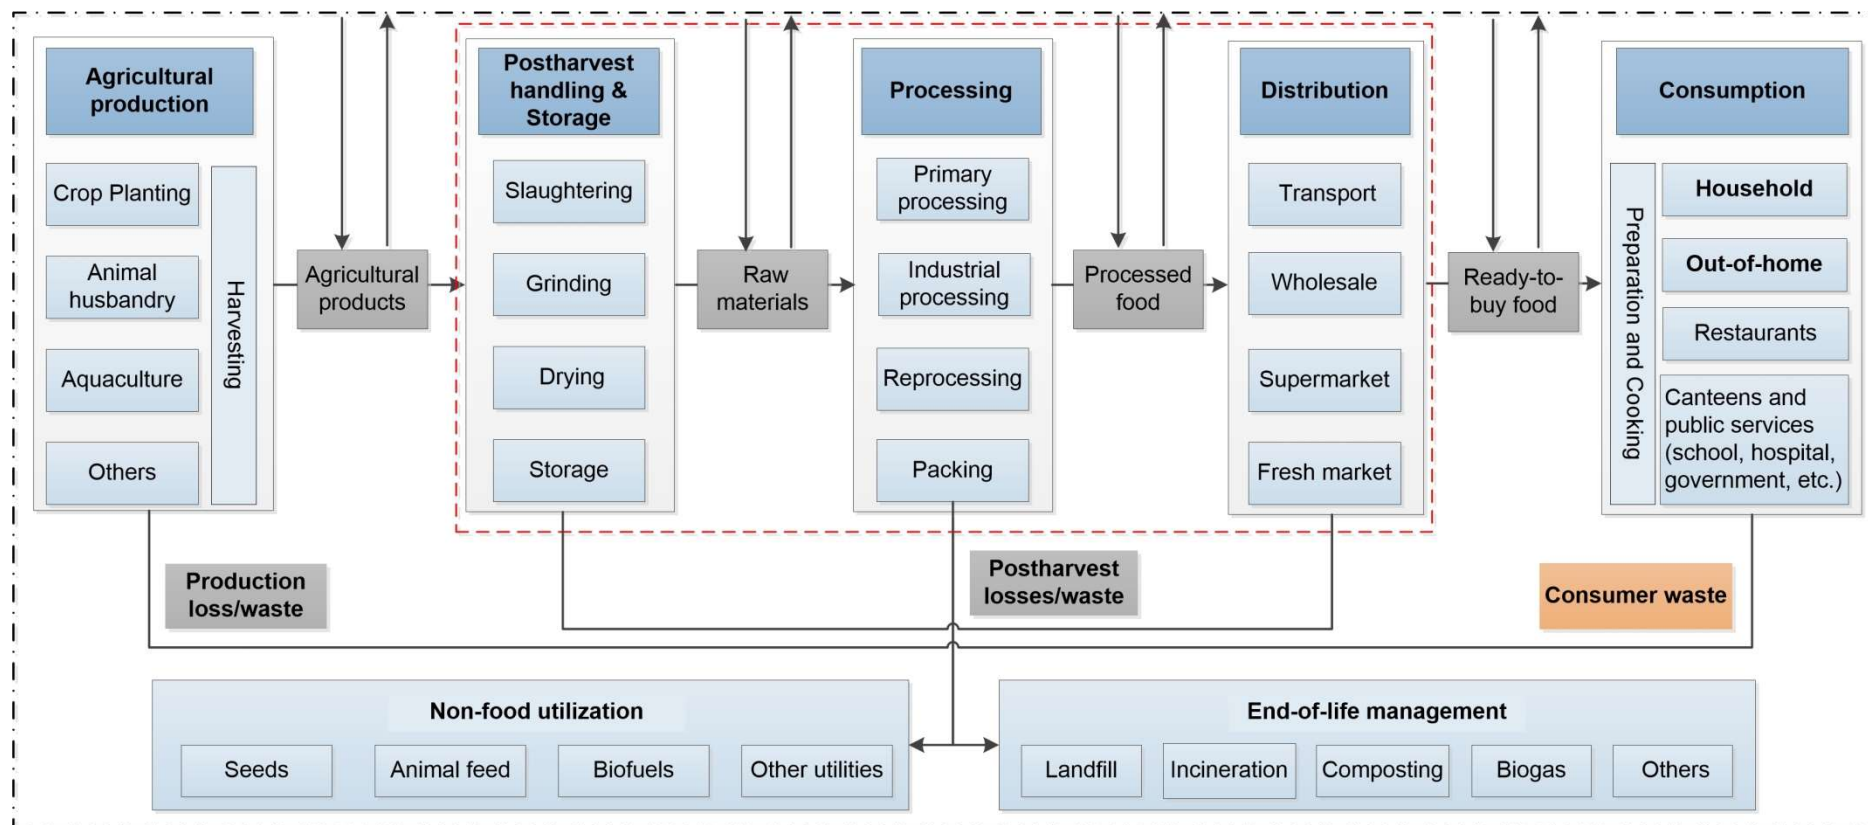 Agricultural
production
Crop Planting
Animal
husbandry
Aquaculture
Others
Harvesting
Agricultural
products
Postharvest
handling &
Storage
Slaughtering
Grinding
Drying
Storage
Raw
materials
Processing
Primary
processing
Industrial
processing
Reprocessing
Packing
Processed
food
Distribution
Transport
Wholesale
Supermarket
Fresh market
Ready-to-
buy food
Consumption
Preparation and Cooking
Household
Out-of-home
Restaurants
Canteens and
public services
(school, hospital,
government, etc.)
Production
loss/waste
Postharvest
losses/waste
Consumer waste
Non-food utilization
Seeds
Animal feed
Biofuels
Other utilities
End-of-life management
Landfill
Incineration
Composting
Biogas
Others